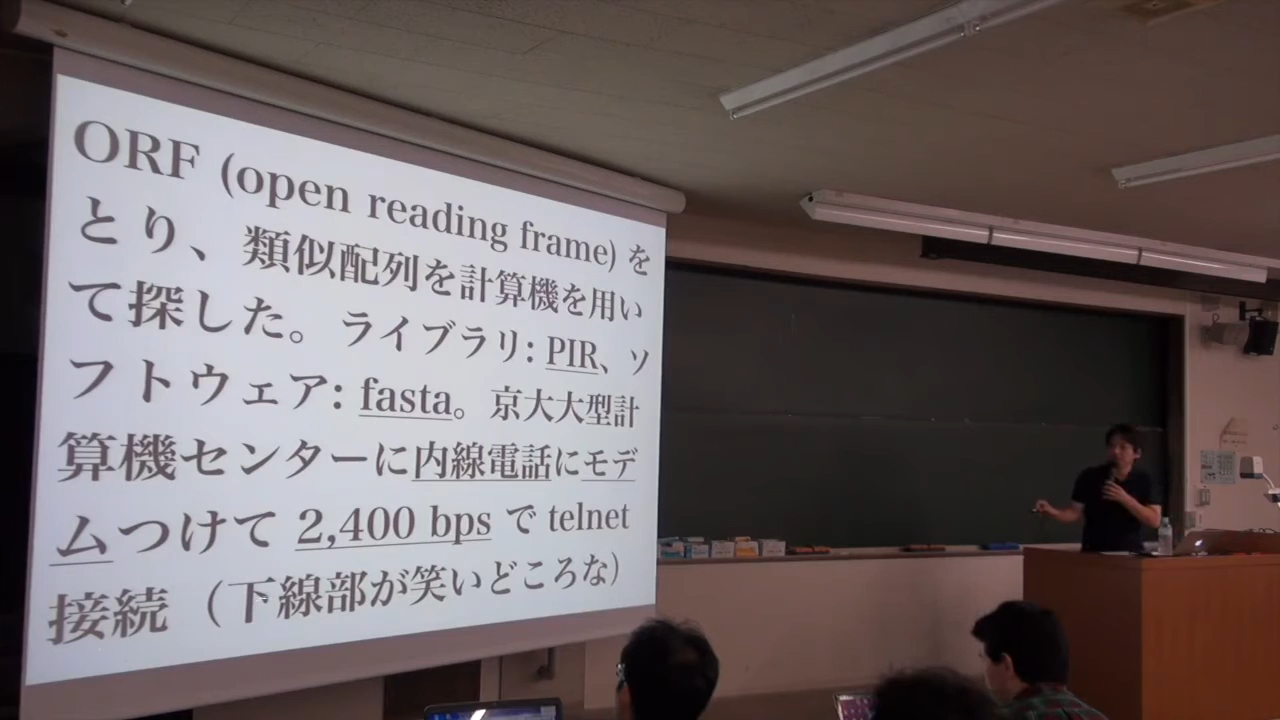 ORF (open reading frame) を
とり、類似配列を計算機を用い
て探した。ライブラリ: PIR、ソ
フトウェア: fasta。京大大型計
算機センターに内線電話にモデ
ムつけて 2,400 bps で telnet
接続（下線部が笑いどころな）